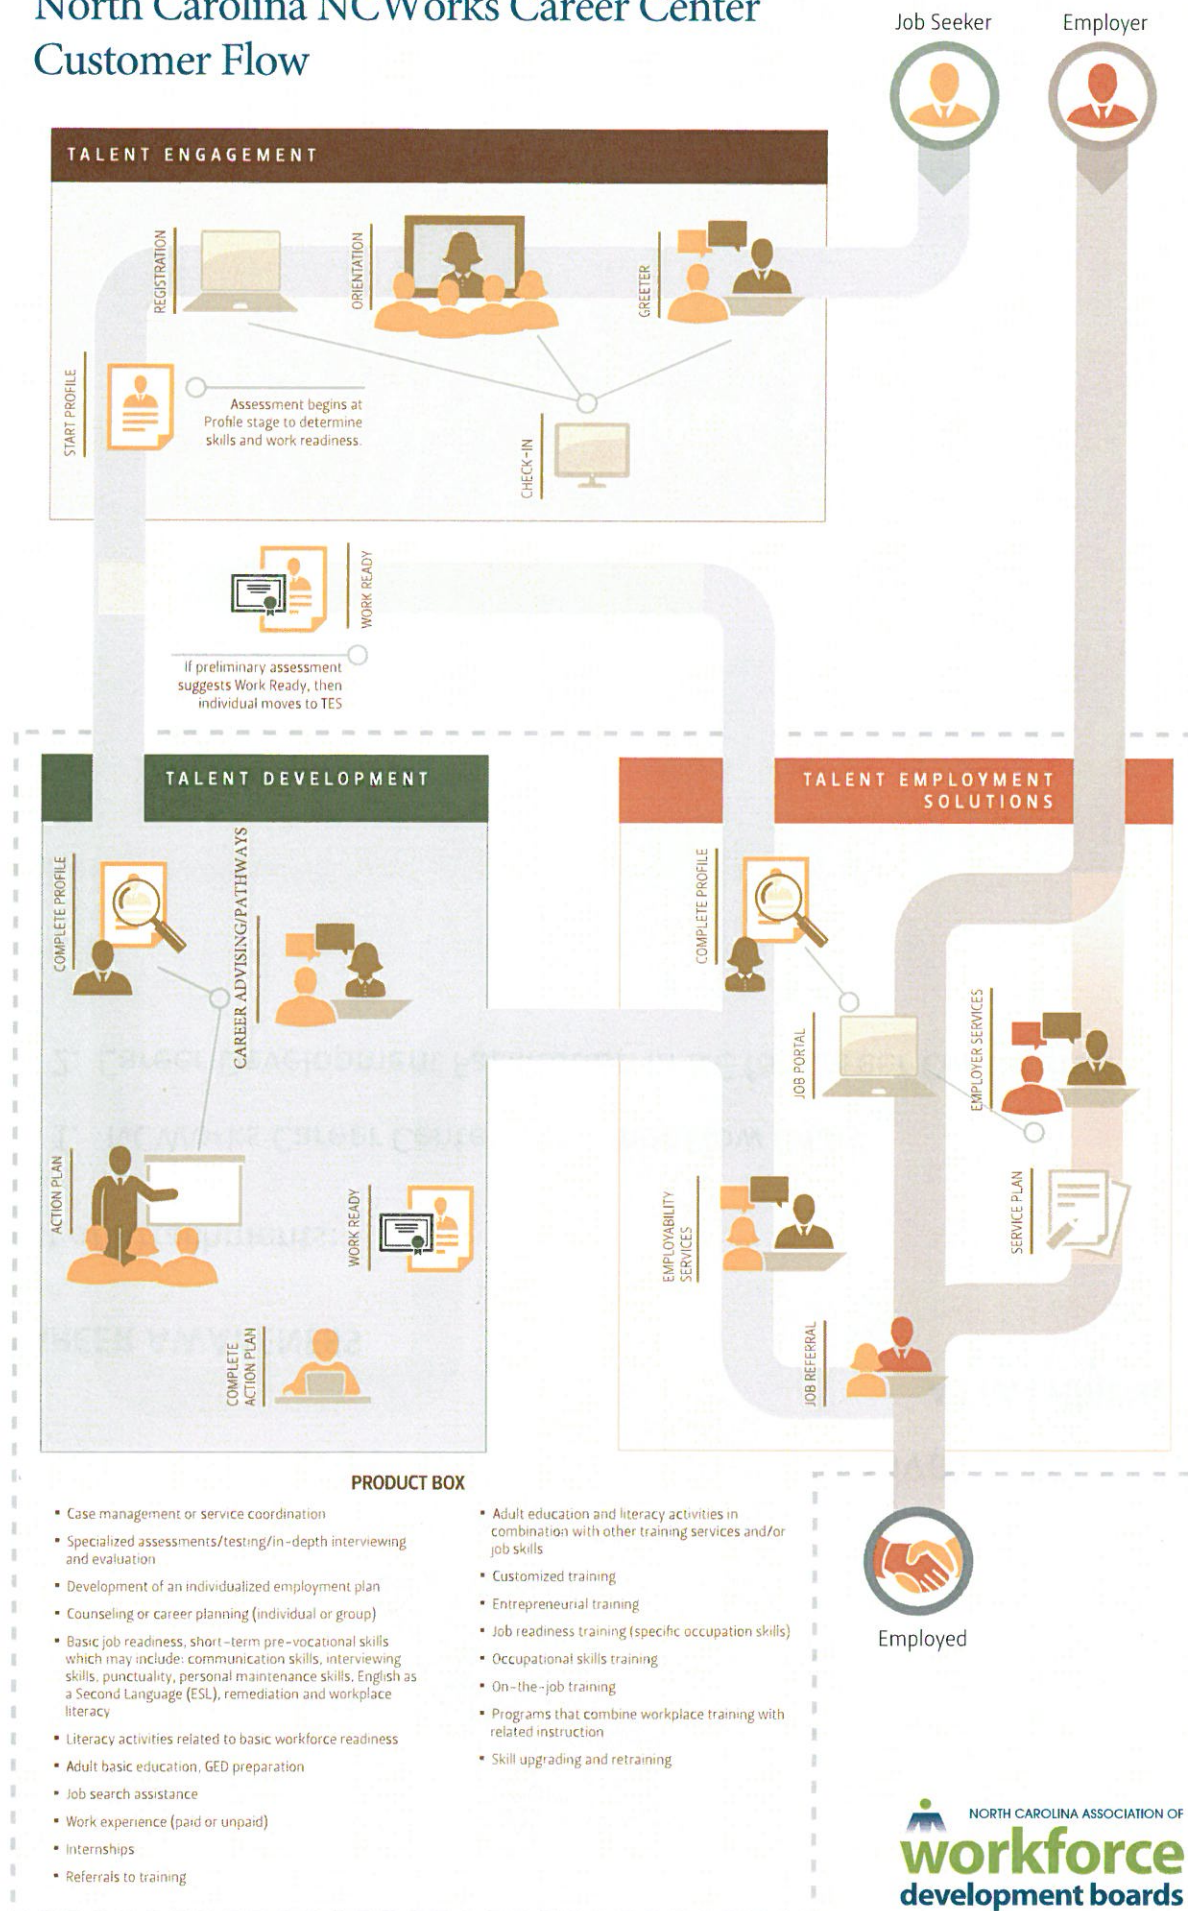 North Carolina NCWorks Career Center
Customer Flow
Job Seeker
Employer
TALENT ENGAGEMENT
REGISTRATION
ORIENTATION
GREETER
START PROFILE
Assessment begins at
Profile stage to determine
skills and work readiness.
CHECK-IN
WORK READY
If preliminary assessment
suggests Work Ready, then
individual moves to TES
TALENT DEVELOPMENT
COMPLETE PROFILE
CAREER ADVISING/PATHWAYS
ACTION PLAN
WORK READY
COMPLETE
ACTION PLAN
TALENT EMPLOYMENT
SOLUTIONS
COMPLETE PROFILE
JOB PORTAL
EMPLOYER SERVICES
EMPLOYABILITY
SERVICES
SERVICE PLAN
JOB REFERRAL
PRODUCT BOX
▪ Case management or service coordination
▪ Specialized assessments/testing/in-depth interviewing
and evaluation
▪ Development of an individualized employment plan
▪ Counseling or career planning (individual or group)
▪ Basic job readiness, short-term pre-vocational skills
which may include: communication skills, interviewing
skills, punctuality, personal maintenance skills, English as
a Second Language (ESL), remediation and workplace
literacy
▪ Literacy activities related to basic workforce readiness
▪ Adult basic education, GED preparation
▪ Job search assistance
▪ Work experience (paid or unpaid)
▪ Internships
▪ Referrals to training
▪ Adult education and literacy activities in
combination with other training services and/or
job skills
▪ Customized training
▪ Entrepreneurial training
▪ Job readiness training (specific occupation skills)
▪ Occupational skills training
▪ On-the-job training
▪ Programs that combine workplace training with
related instruction
▪ Skill upgrading and retraining
Employed
NORTH CAROLINA ASSOCIATION OF
workforce
development boards